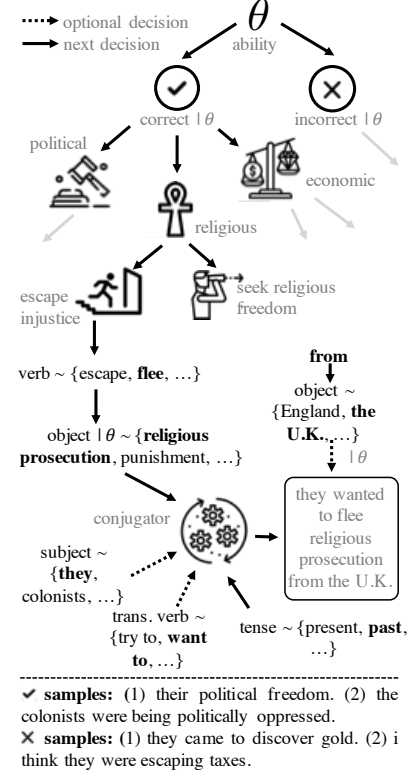 θ
optional decision
next decision
ability
correct | θ
incorrect | θ
political
economic
religious
escape
injustice
seek religious
freedom
verb ~ {escape, flee, …}
from
object ~
{England, the
U.K., …}
| θ
object | θ ~ {religious
prosecution, punishment, …}
conjugator
they wanted
to flee
religious
prosecution
from the U.K.
subject ~
{they,
colonists, …}
trans. verb ~
{try to, want
to, …}
tense ~ {present, past,
…}
✔ samples: (1) their political freedom. (2) the
colonists were being politically oppressed.
✖ samples: (1) they came to discover gold. (2) i
think they were escaping taxes.